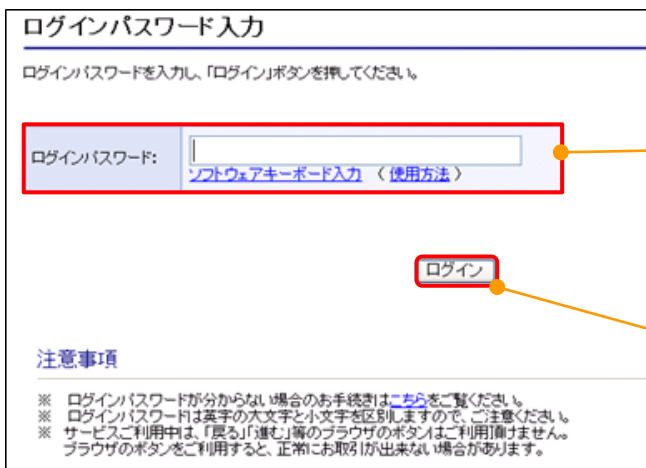 ログインパスワード入力
ログインパスワードを入力し、「ログイン」ボタンを押してください。
ログインパスワード:
ソフトウェアキーボード入力 （使用方法）
ログイン
注意事項
※ ログインパスワードが分からない場合のお手続きはこちらをご覧ください。
※ ログインパスワードは英字の大文字と小文字を区別しますので、ご注意ください。
※ サービスご利用中は、「戻る」「進む」等のブラウザのボタンはご利用頂けません。
ブラウザのボタンをご利用すると、正常にお取引が出来ない場合があります。